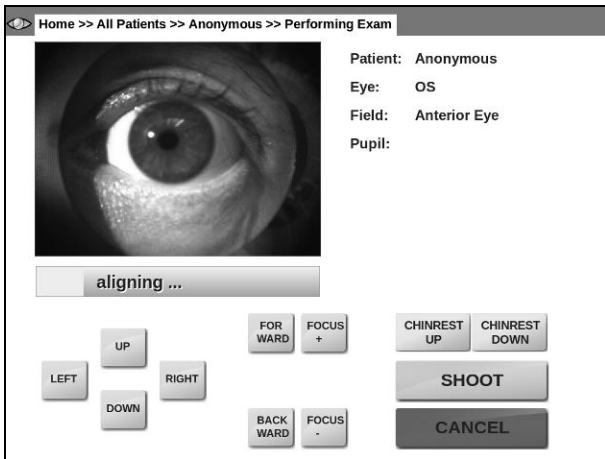 Home >> All Patients >> Anonymous >> Performing Exam
Patient: Anonymous
Eye: OS
Field: Anterior Eye
Pupil:
aligning ...
UP
LEFT
RIGHT
DOWN
FOR
WARD
FOCUS
+
BACK
WARD
FOCUS
-
CHINREST
UP
CHINREST
DOWN
SHOOT
CANCEL